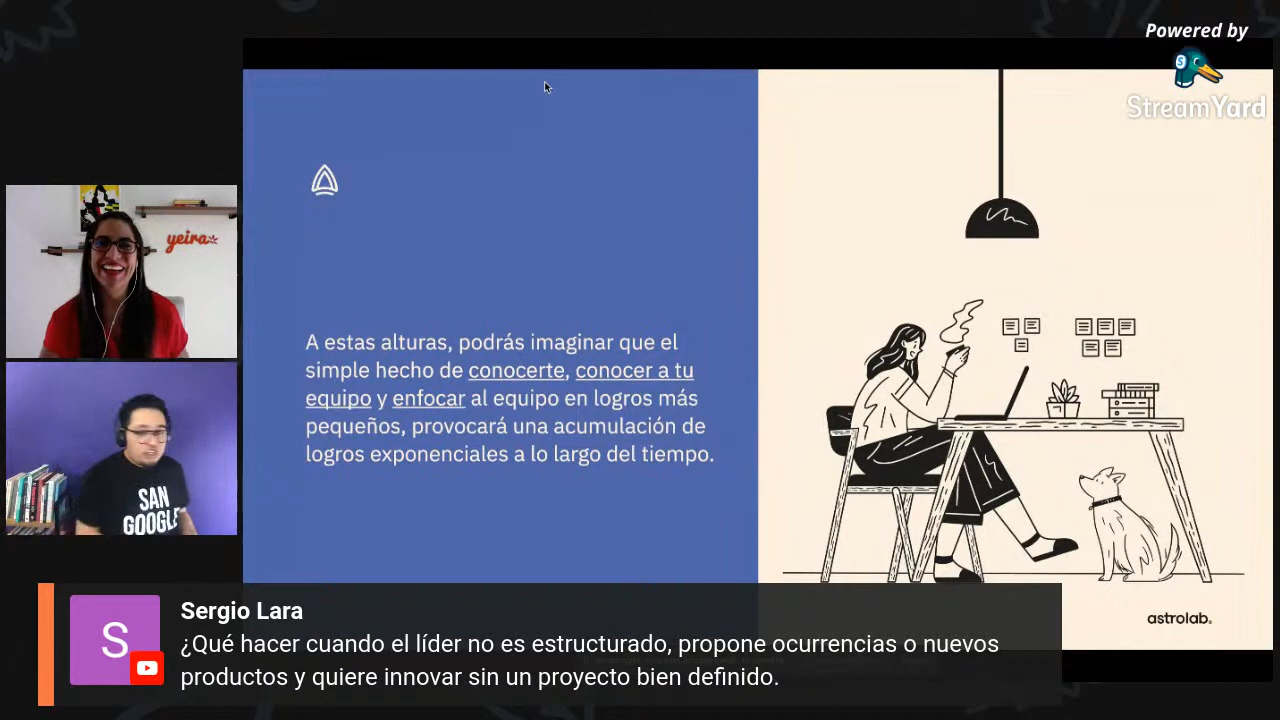 Powered by
StreamYard
yeira
A estas alturas, podrás imaginar que el
simple hecho de conocerte, conocer a tu
equipo y enfocar al equipo en logros más
pequeños, provocará una acumulación de
logros exponenciales a lo largo del tiempo.
SAN
GOOGLE
astrolab.
S
Sergio Lara
¿Qué hacer cuando el líder no es estructurado, propone ocurrencias o nuevos
productos y quiere innovar sin un proyecto bien definido.